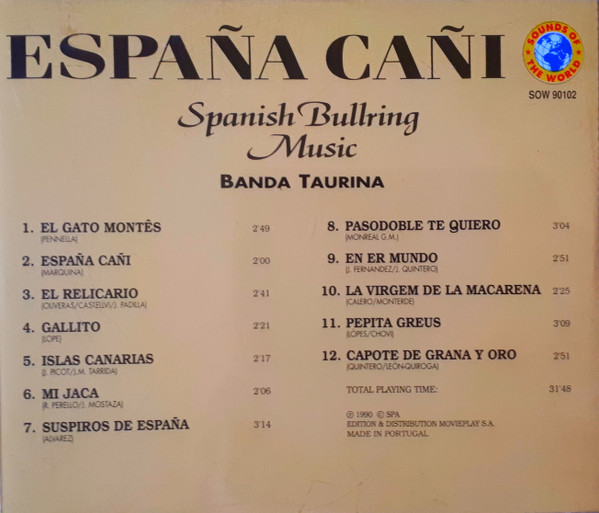 ESPAÑA CAÑI
SOUNDS OF
THE WORLD
SOW 90102
Spanish Bullring
Music
BANDA TAURINA
1. EL GATO MONTÊS 2'49
(PENNELLA)
2. ESPAÑA CAÑI 2'00
(MARQUINA)
3. EL RELICARIO 2'41
(OLIVERAS/CASTELLVI/J. PADILLA)
4. GALLITO 2'21
(LOPE)
5. ISLAS CANARIAS 2'17
(J. PICOT/J.M. TARRIDA)
6. MI JACA 2'06
(R. PERELLO/J. MOSTAZA)
7. SUSPIROS DE ESPAÑA 3'14
(ALVAREZ)
8. PASODOBLE TE QUIERO 3'04
(MONREAL G.M.)
9. EN ER MUNDO 2'51
(J. FERNANDEZ/J. QUINTERO)
10. LA VIRGEM DE LA MACARENA 2'25
(CALERO/MONTERDE)
11. PEPITA GREUS 3'09
(LOPES/CHOVI)
12. CAPOTE DE GRANA Y ORO 2'51
(QUINTERO/LEÓN-QUIROGA)
TOTAL PLAYING TIME: 31'48
℗ 1990 © SPA
EDITION & DISTRIBUTION MOVIEPLAY S.A.
MADE IN PORTUGAL